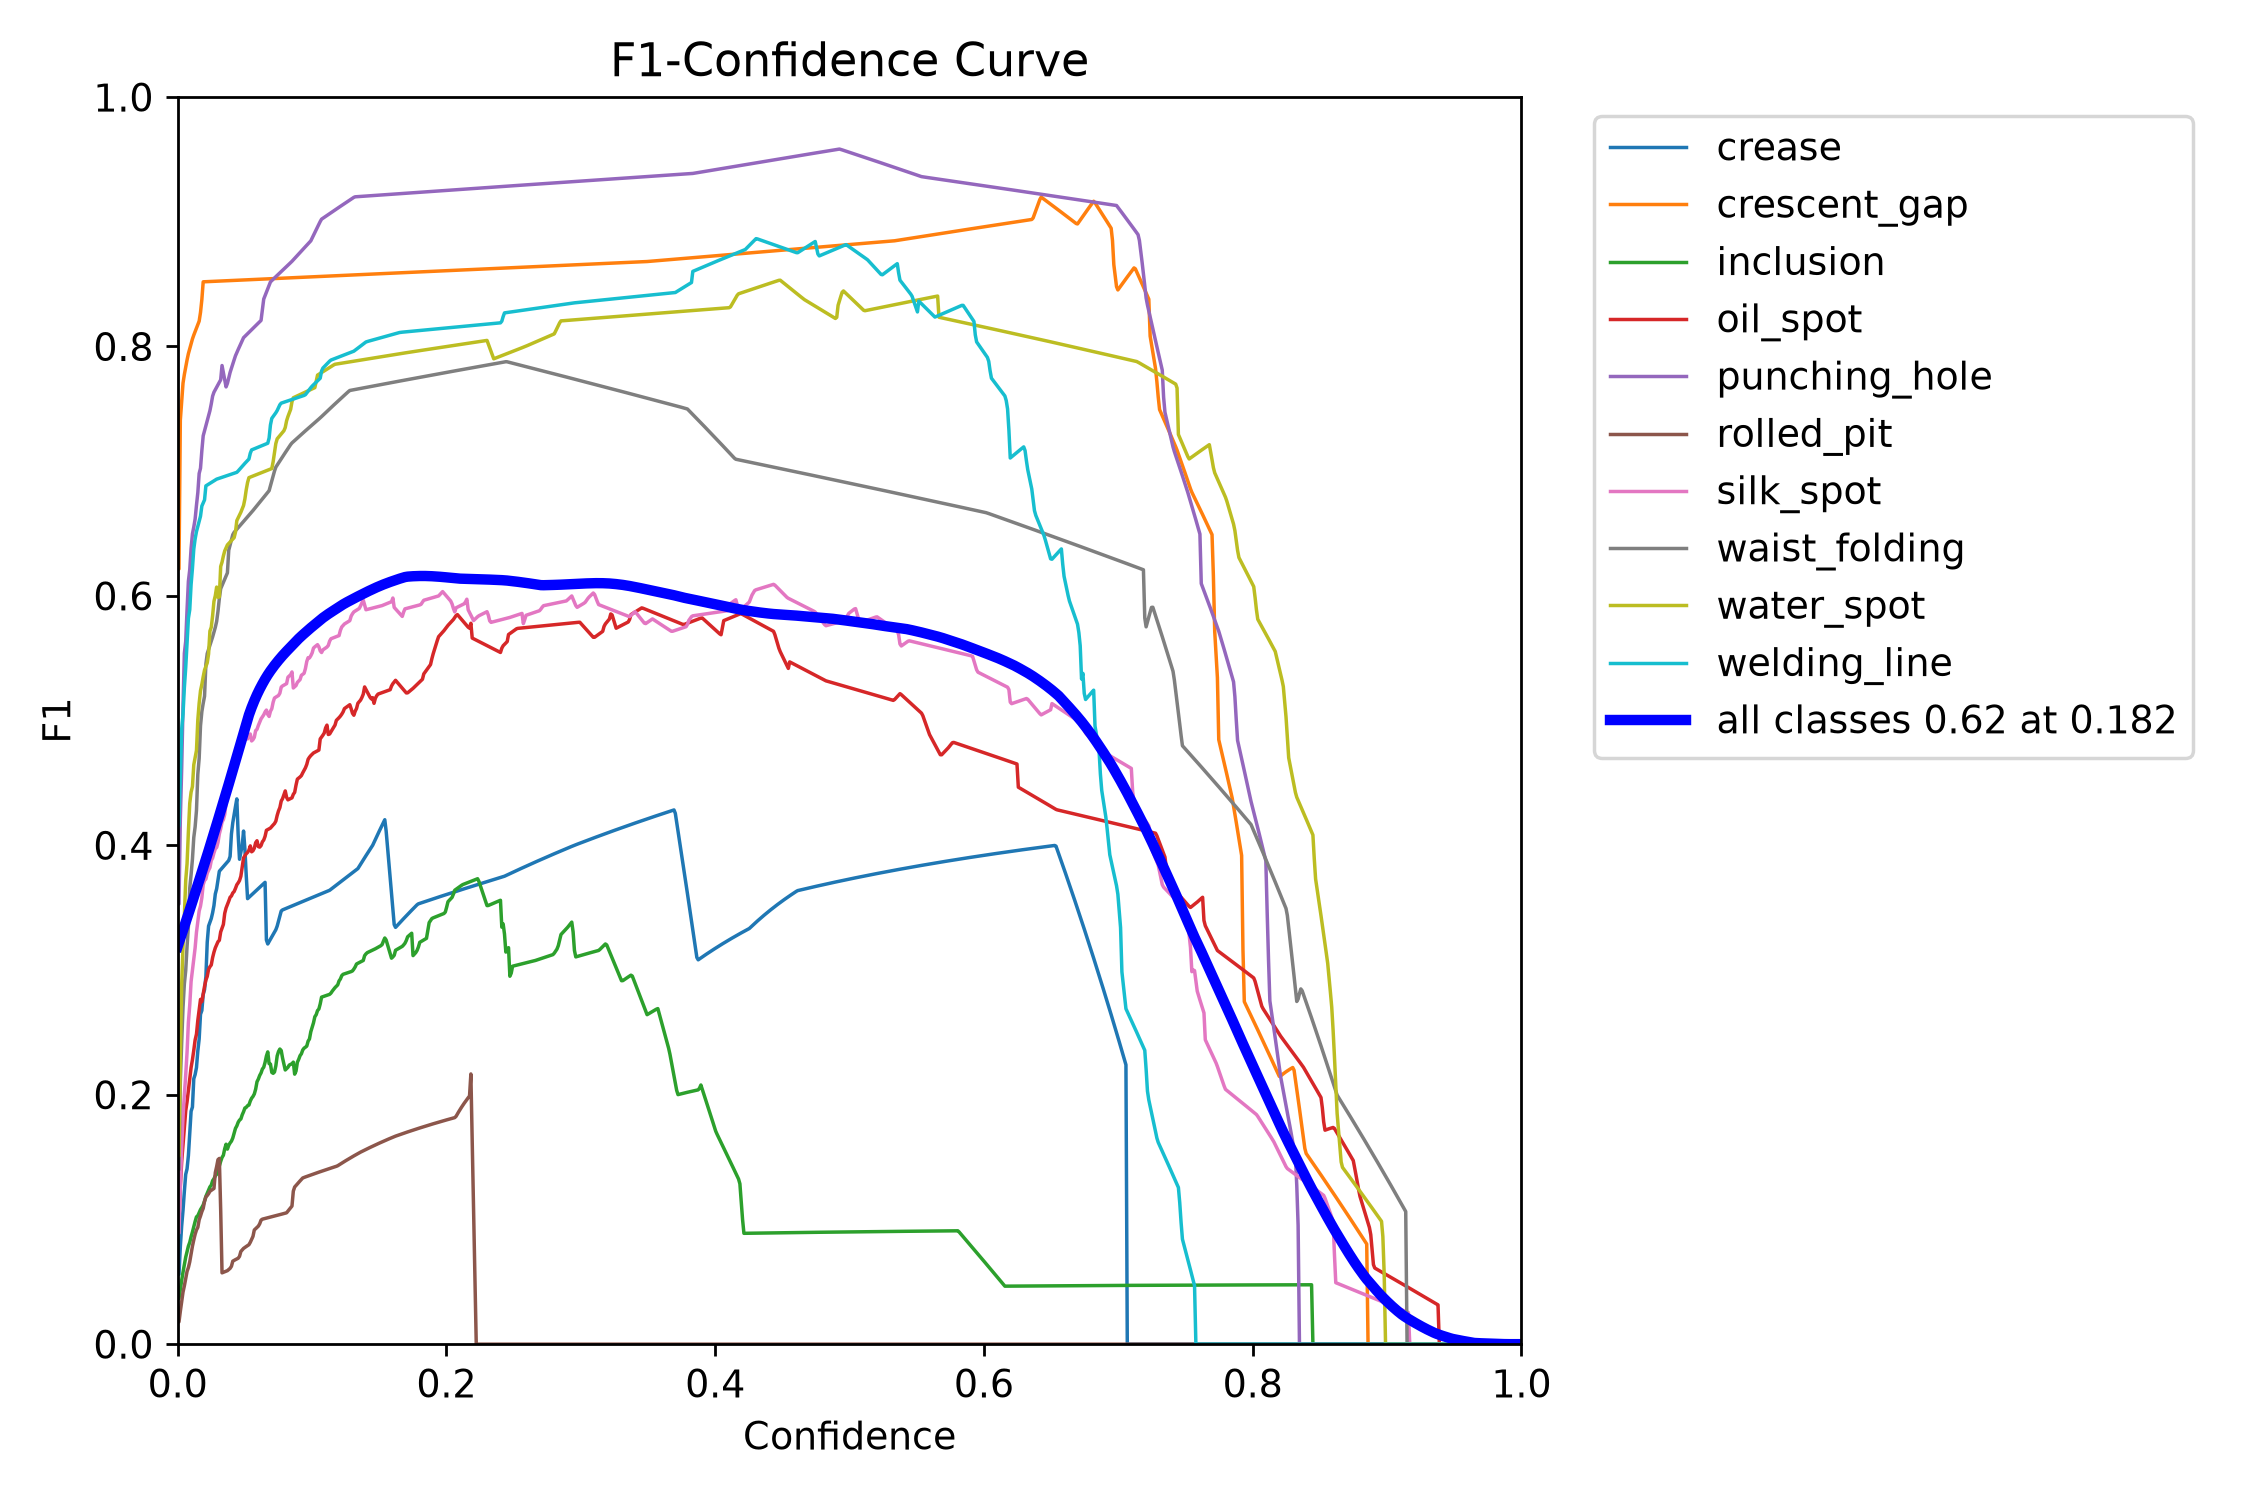 F1-Confidence Curve
1.0
0.8
0.6
0.4
0.2
0.0
F1
0.0 0.2 0.4 0.6 0.8 1.0
Confidence
crease
crescent_gap
inclusion
oil_spot
punching_hole
rolled_pit
silk_spot
waist_folding
water_spot
welding_line
all classes 0.62 at 0.182